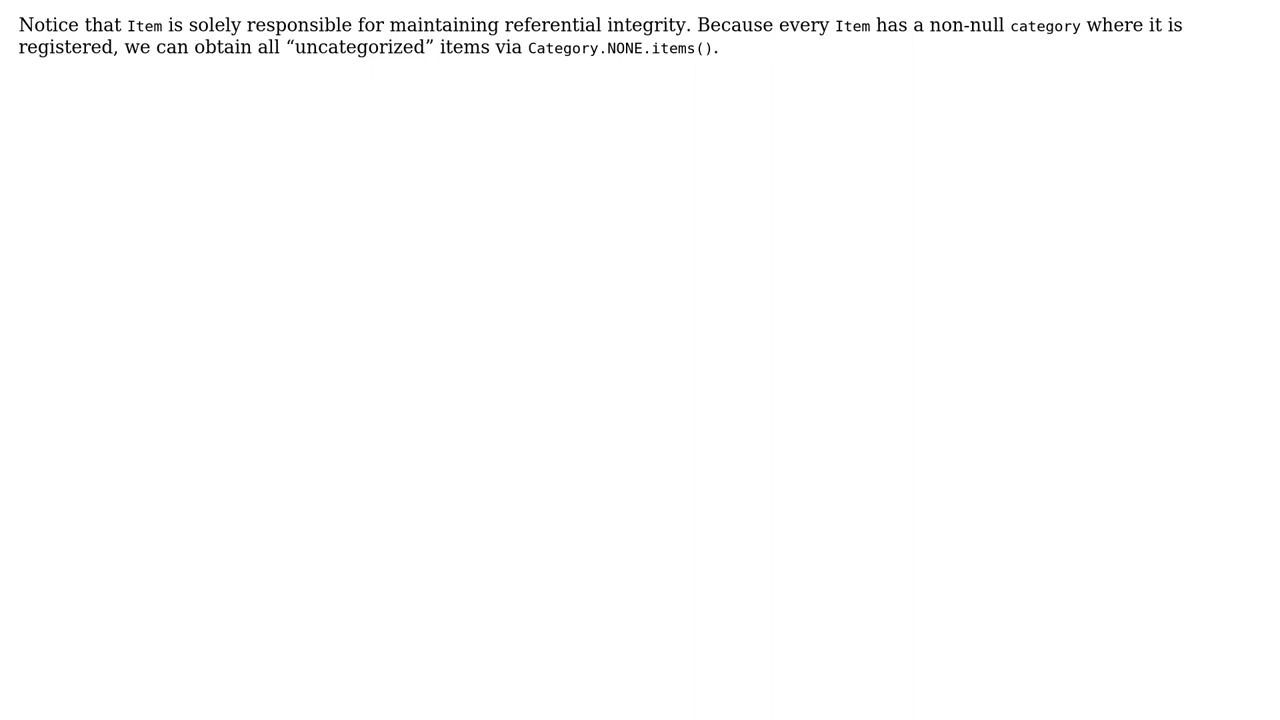 Notice that Item is solely responsible for maintaining referential integrity. Because every Item has a non-null category where it is
registered, we can obtain all “uncategorized” items via Category.NONE.items().